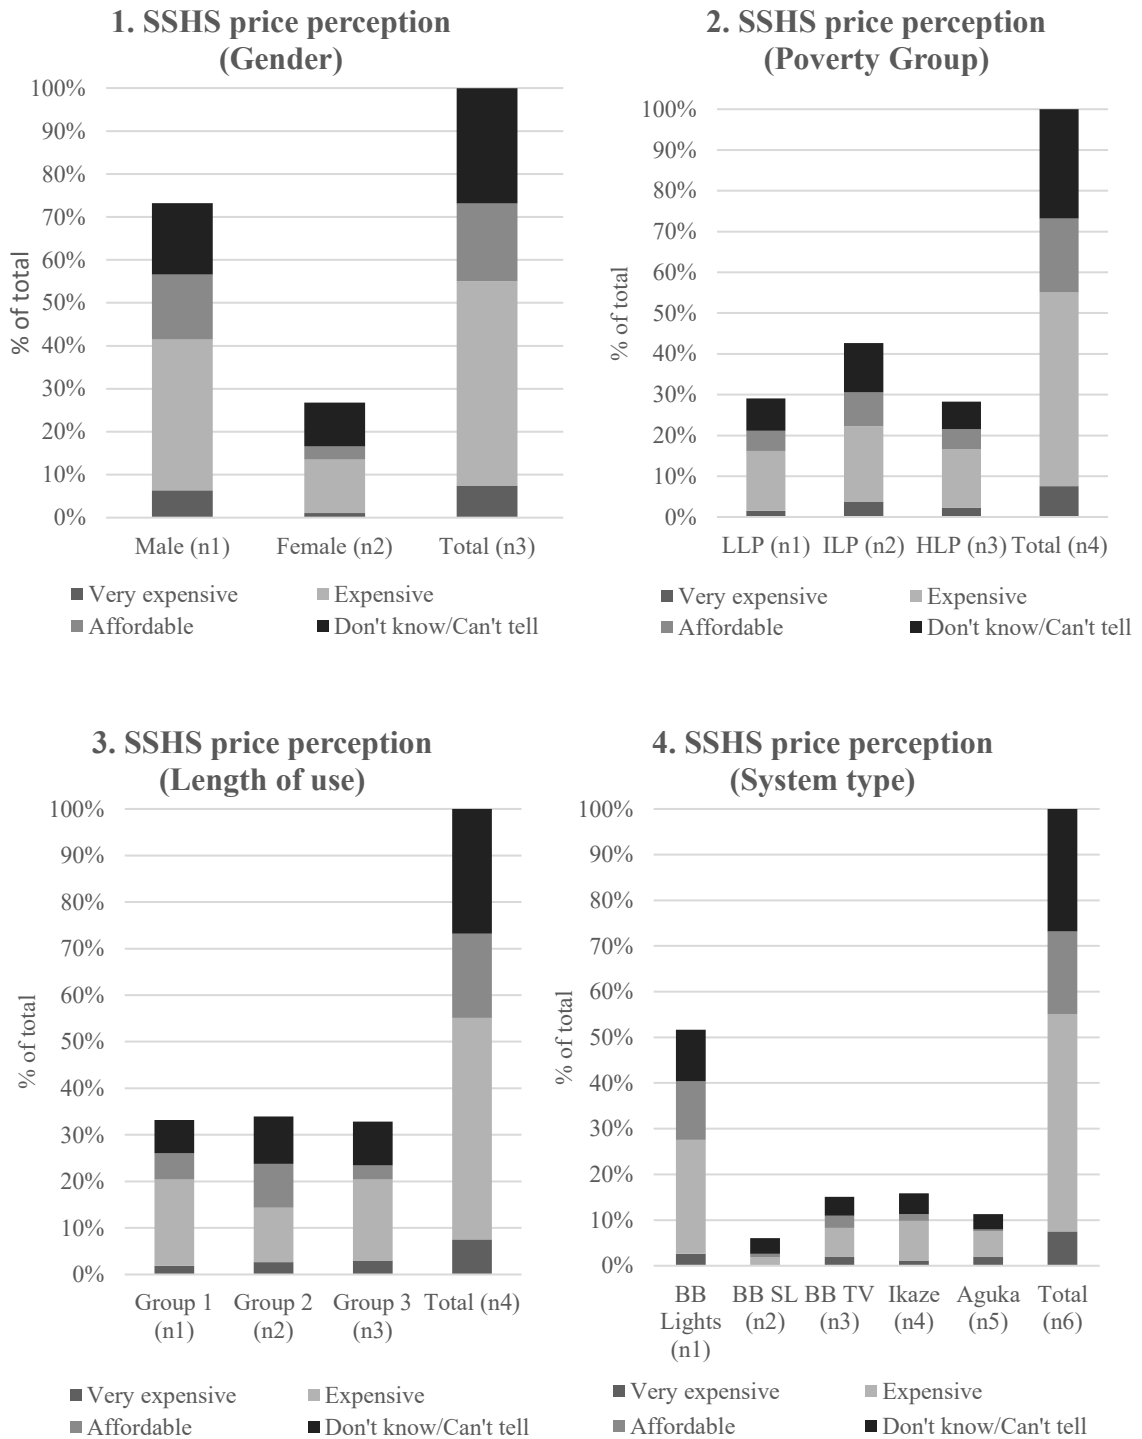 1. SSHS price perception
(Gender)
100%
90%
80%
70%
60%
50%
40%
30%
20%
10%
0%
% of total
Male (n1) Female (n2) Total (n3)
Very expensive Expensive
Affordable Don't know/Can't tell
2. SSHS price perception
(Poverty Group)
100%
90%
80%
70%
60%
50%
40%
30%
20%
10%
0%
% of total
LLP (n1) ILP (n2) HLP (n3) Total (n4)
Very expensive Expensive
Affordable Don't know/Can't tell
3. SSHS price perception
(Length of use)
100%
90%
80%
70%
60%
50%
40%
30%
20%
10%
0%
% of total
Group 1 Group 2 Group 3 Total (n4)
(n1) (n2) (n3)
Very expensive Expensive
Affordable Don't know/Can't tell
4. SSHS price perception
(System type)
100%
90%
80%
70%
60%
50%
40%
30%
20%
10%
0%
% of total
BB BB SL BB TV Ikaze Aguka Total
Lights (n2) (n3) (n4) (n5) (n6)
(n1)
Very expensive Expensive
Affordable Don't know/Can't tell